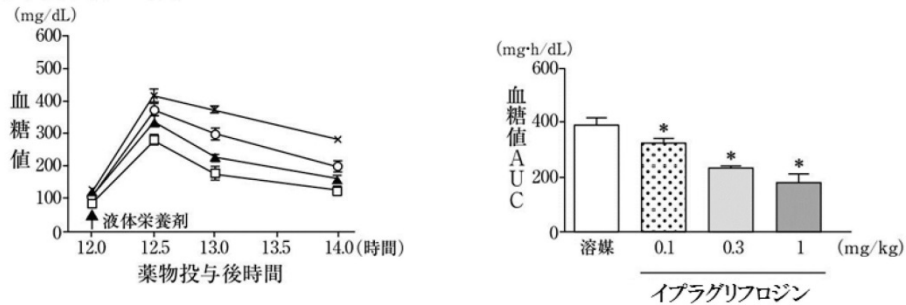 (mg/dL)
600
500
400
300
200
100
0
血糖値
液体栄養剤
12.0 12.5 13.0 13.5 14.0 (時間)
薬物投与後時間
(mg・h/dL)
600
400
200
0
血糖値AUC
* * *
溶媒 0.1 0.3 1 (mg/kg)
イプラグリフロジン